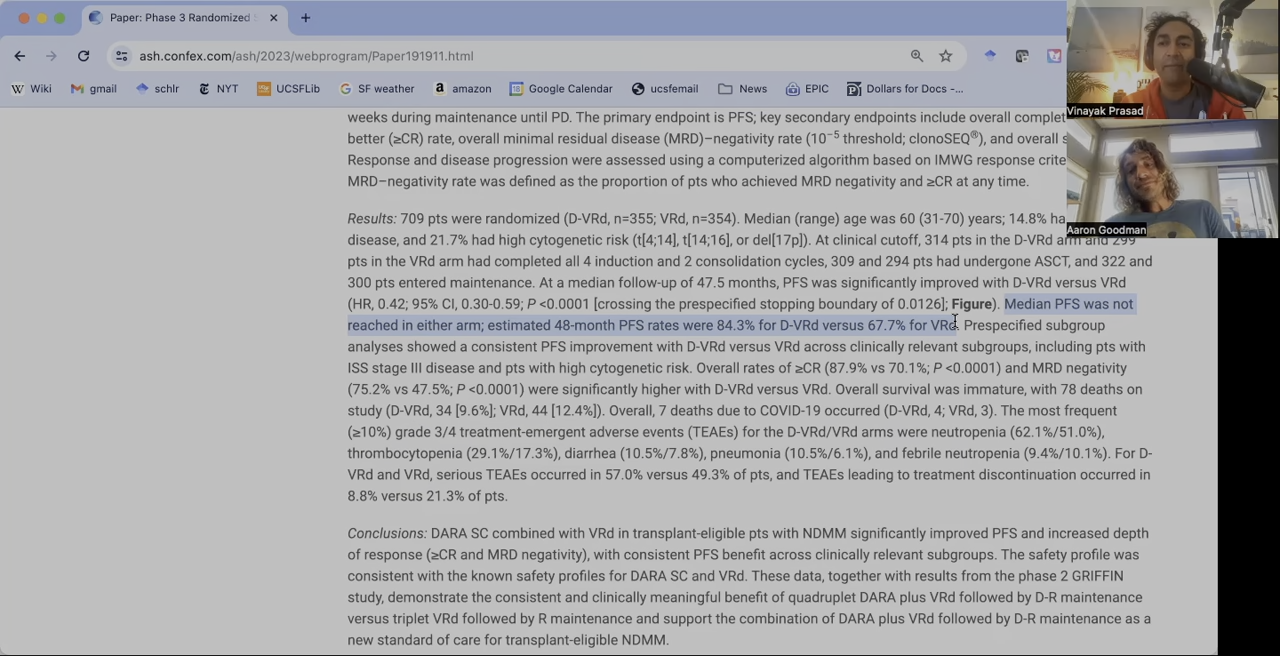 Paper: Phase 3 Randomized
ash.confex.com/ash/2023/webprogram/Paper191911.html
Wiki gmail schlr NYT UCSFLib SF weather amazon Google Calendar ucsfemail News EPIC Dollars for Docs -...
Vinayak Prasad
Aaron Goodman
weeks during maintenance until PD. The primary endpoint is PFS; key secondary endpoints include overall complet
better (≥CR) rate, overall minimal residual disease (MRD)–negativity rate (10−5 threshold; clonoSEQ®), and overall s
Response and disease progression were assessed using a computerized algorithm based on IMWG response crite
MRD–negativity rate was defined as the proportion of pts who achieved MRD negativity and ≥CR at any time.
Results: 709 pts were randomized (D-VRd, n=355; VRd, n=354). Median (range) age was 60 (31-70) years; 14.8% ha
disease, and 21.7% had high cytogenetic risk (t[4;14], t[14;16], or del[17p]). At clinical cutoff, 314 pts in the D-VRd arm and 299
pts in the VRd arm had completed all 4 induction and 2 consolidation cycles, 309 and 294 pts had undergone ASCT, and 322 and
300 pts entered maintenance. At a median follow-up of 47.5 months, PFS was significantly improved with D-VRd versus VRd
(HR, 0.42; 95% CI, 0.30-0.59; P <0.0001 [crossing the prespecified stopping boundary of 0.0126]; Figure). Median PFS was not
reached in either arm; estimated 48-month PFS rates were 84.3% for D-VRd versus 67.7% for VRd. Prespecified subgroup
analyses showed a consistent PFS improvement with D-VRd versus VRd across clinically relevant subgroups, including pts with
ISS stage III disease and pts with high cytogenetic risk. Overall rates of ≥CR (87.9% vs 70.1%; P <0.0001) and MRD negativity
(75.2% vs 47.5%; P <0.0001) were significantly higher with D-VRd versus VRd. Overall survival was immature, with 78 deaths on
study (D-VRd, 34 [9.6%]; VRd, 44 [12.4%]). Overall, 7 deaths due to COVID-19 occurred (D-VRd, 4; VRd, 3). The most frequent
(≥10%) grade 3/4 treatment-emergent adverse events (TEAEs) for the D-VRd/VRd arms were neutropenia (62.1%/51.0%),
thrombocytopenia (29.1%/17.3%), diarrhea (10.5%/7.8%), pneumonia (10.5%/6.1%), and febrile neutropenia (9.4%/10.1%). For D-
VRd and VRd, serious TEAEs occurred in 57.0% versus 49.3% of pts, and TEAEs leading to treatment discontinuation occurred in
8.8% versus 21.3% of pts.
Conclusions: DARA SC combined with VRd in transplant-eligible pts with NDMM significantly improved PFS and increased depth
of response (≥CR and MRD negativity), with consistent PFS benefit across clinically relevant subgroups. The safety profile was
consistent with the known safety profiles for DARA SC and VRd. These data, together with results from the phase 2 GRIFFIN
study, demonstrate the consistent and clinically meaningful benefit of quadruplet DARA plus VRd followed by D-R maintenance
versus triplet VRd followed by R maintenance and support the combination of DARA plus VRd followed by D-R maintenance as a
new standard of care for transplant-eligible NDMM.